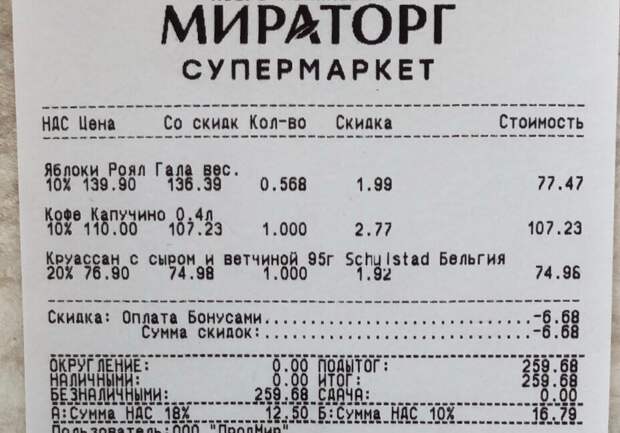 МИРАТОРГ
СУПЕРМАРКЕТ
НДС Цена Со скидк Кол-во Скидка Стоимость
Яблоки Роял Гала вес.
10% 139.90 136.39 0.568 1.99 77.47
Кофе Капучино 0,4л
10% 110.00 107.23 1.000 2.77 107.23
Круассан с сыром и ветчиной 95г Schulstad Бельгия
20% 76.90 74.98 1.000 1.92 74.98
Скидка: Оплата Бонусами................................-6.68
Сумма скидок:................................-6.68
ОКРУГЛЕНИЕ: 0.00 ПОДЫТОГ: 259.68
НАЛИЧНЫМИ: 0.00 ИТОГ: 259.68
БЕЗНАЛИЧНЫМИ: 259.68 СДАЧА: 0.00
А:Сумма НДС 18% 12.50 Б:Сумма НДС 10% 16.79
Пользователь:ООО "ПродМир"